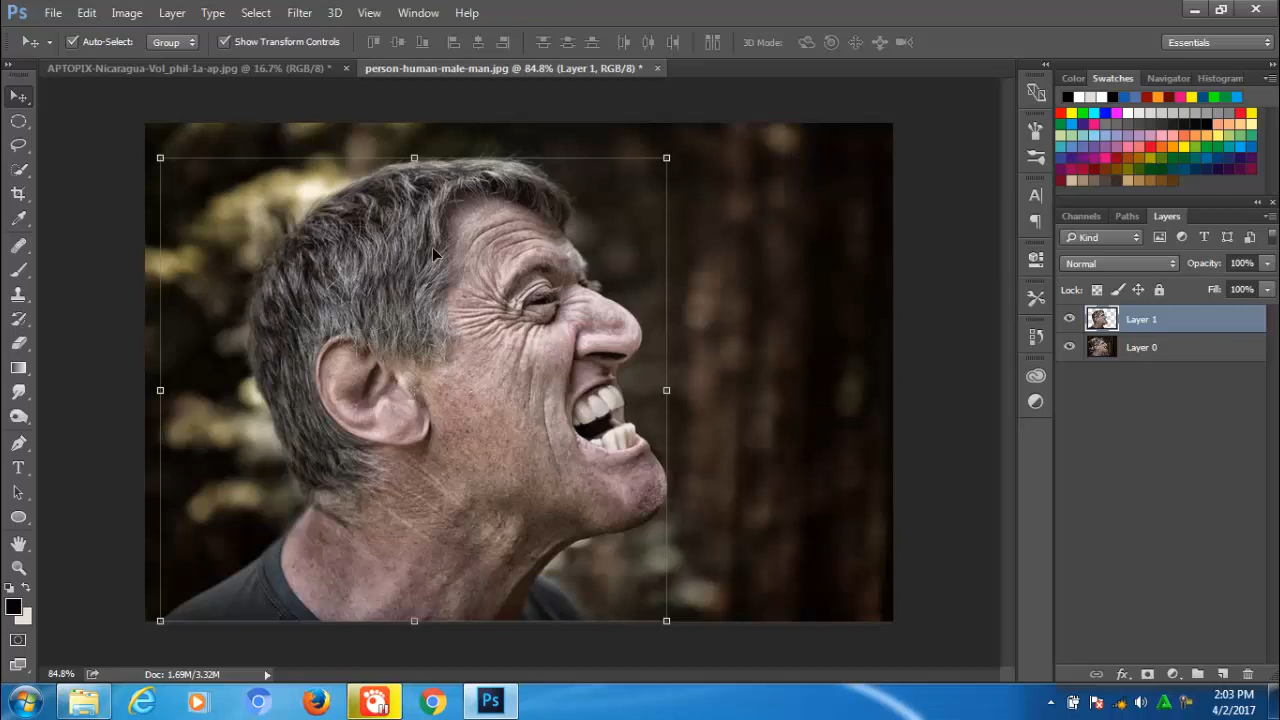 Ps File Edit Image Layer Type Select Filter 3D View Window Help
Auto-Select: Group Show Transform Controls 3D Mode: Essentials
APTOPIX-Nicaragua-Vol_phil-1a-ap.jpg @ 16.7% (RGB/8) * × person-human-male-man.jpg @ 84.8% (Layer 1, RGB/8) * ×
Color Swatches Navigator Histogram
Channels Paths Layers
Kind
Normal Opacity: 100%
Lock: Fill: 100%
Layer 1
Layer 0
84.8% Doc: 1.69M/3.32M
Ps
2:03 PM
4/2/2017